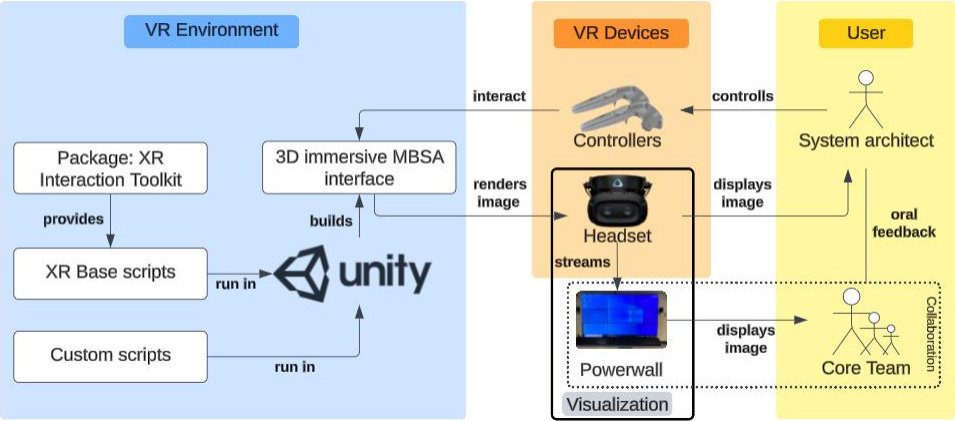 VR Environment
VR Devices
User
interact
controlls
Controllers
System architect
Package: XR
Interaction Toolkit
3D immersive MBSA
interface
renders
image
displays
image
provides
builds
Headset
oral
feedback
XR Base scripts
run in
unity
streams
Custom scripts
run in
displays
image
Powerwall
Core Team
Collaboration
Visualization